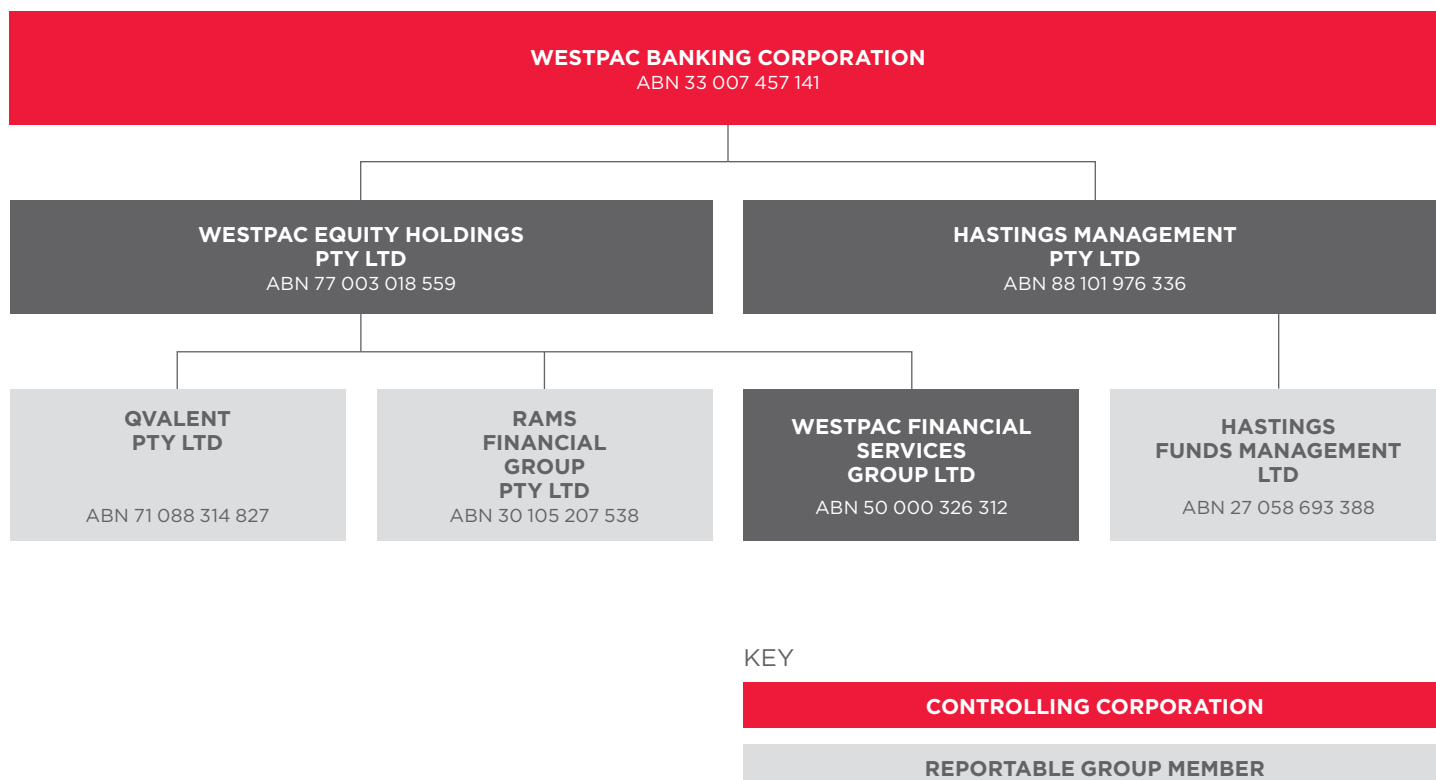 WESTPAC BANKING CORPORATION
ABN 33 007 457 141
WESTPAC EQUITY HOLDINGS
PTY LTD
ABN 77 003 018 559
HASTINGS MANAGEMENT
PTY LTD
ABN 88 101 976 336
QVALENT
PTY LTD
ABN 71 088 314 827
RAMS
FINANCIAL
GROUP
PTY LTD
ABN 30 105 207 538
WESTPAC FINANCIAL
SERVICES
GROUP LTD
ABN 50 000 326 312
HASTINGS
FUNDS MANAGEMENT
LTD
ABN 27 058 693 388
KEY
CONTROLLING CORPORATION
REPORTABLE GROUP MEMBER